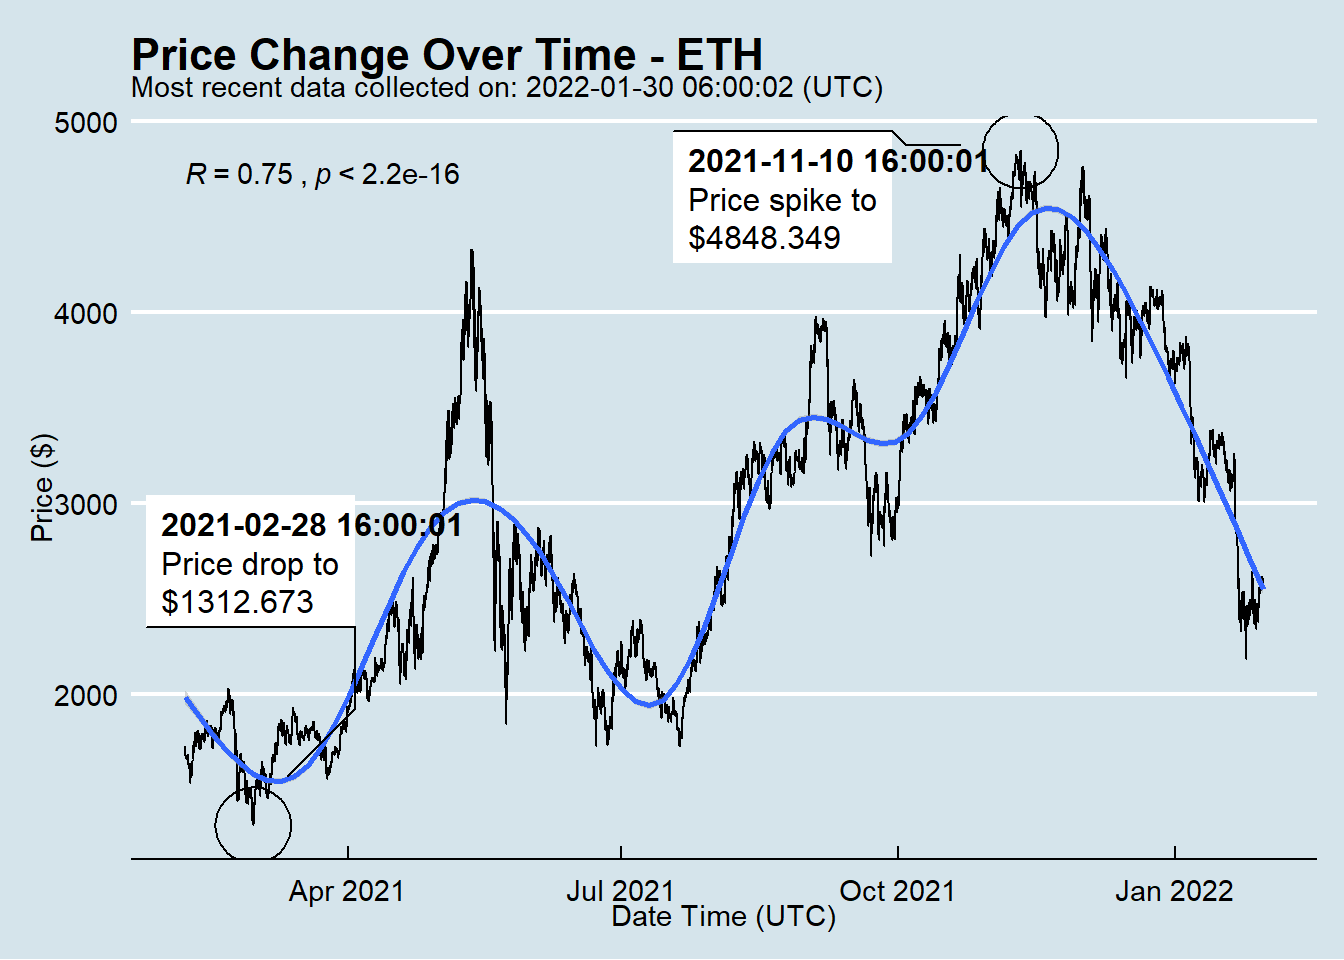 Price Change Over Time - ETH
Most recent data collected on: 2022-01-30 06:00:02 (UTC)
5000
4000
3000
2000
Price ($)
R = 0.75 , p < 2.2e-16
2021-11-10 16:00:01
Price spike to
$4848.349
2021-02-28 16:00:01
Price drop to
$1312.673
Apr 2021
Jul 2021
Oct 2021
Jan 2022
Date Time (UTC)